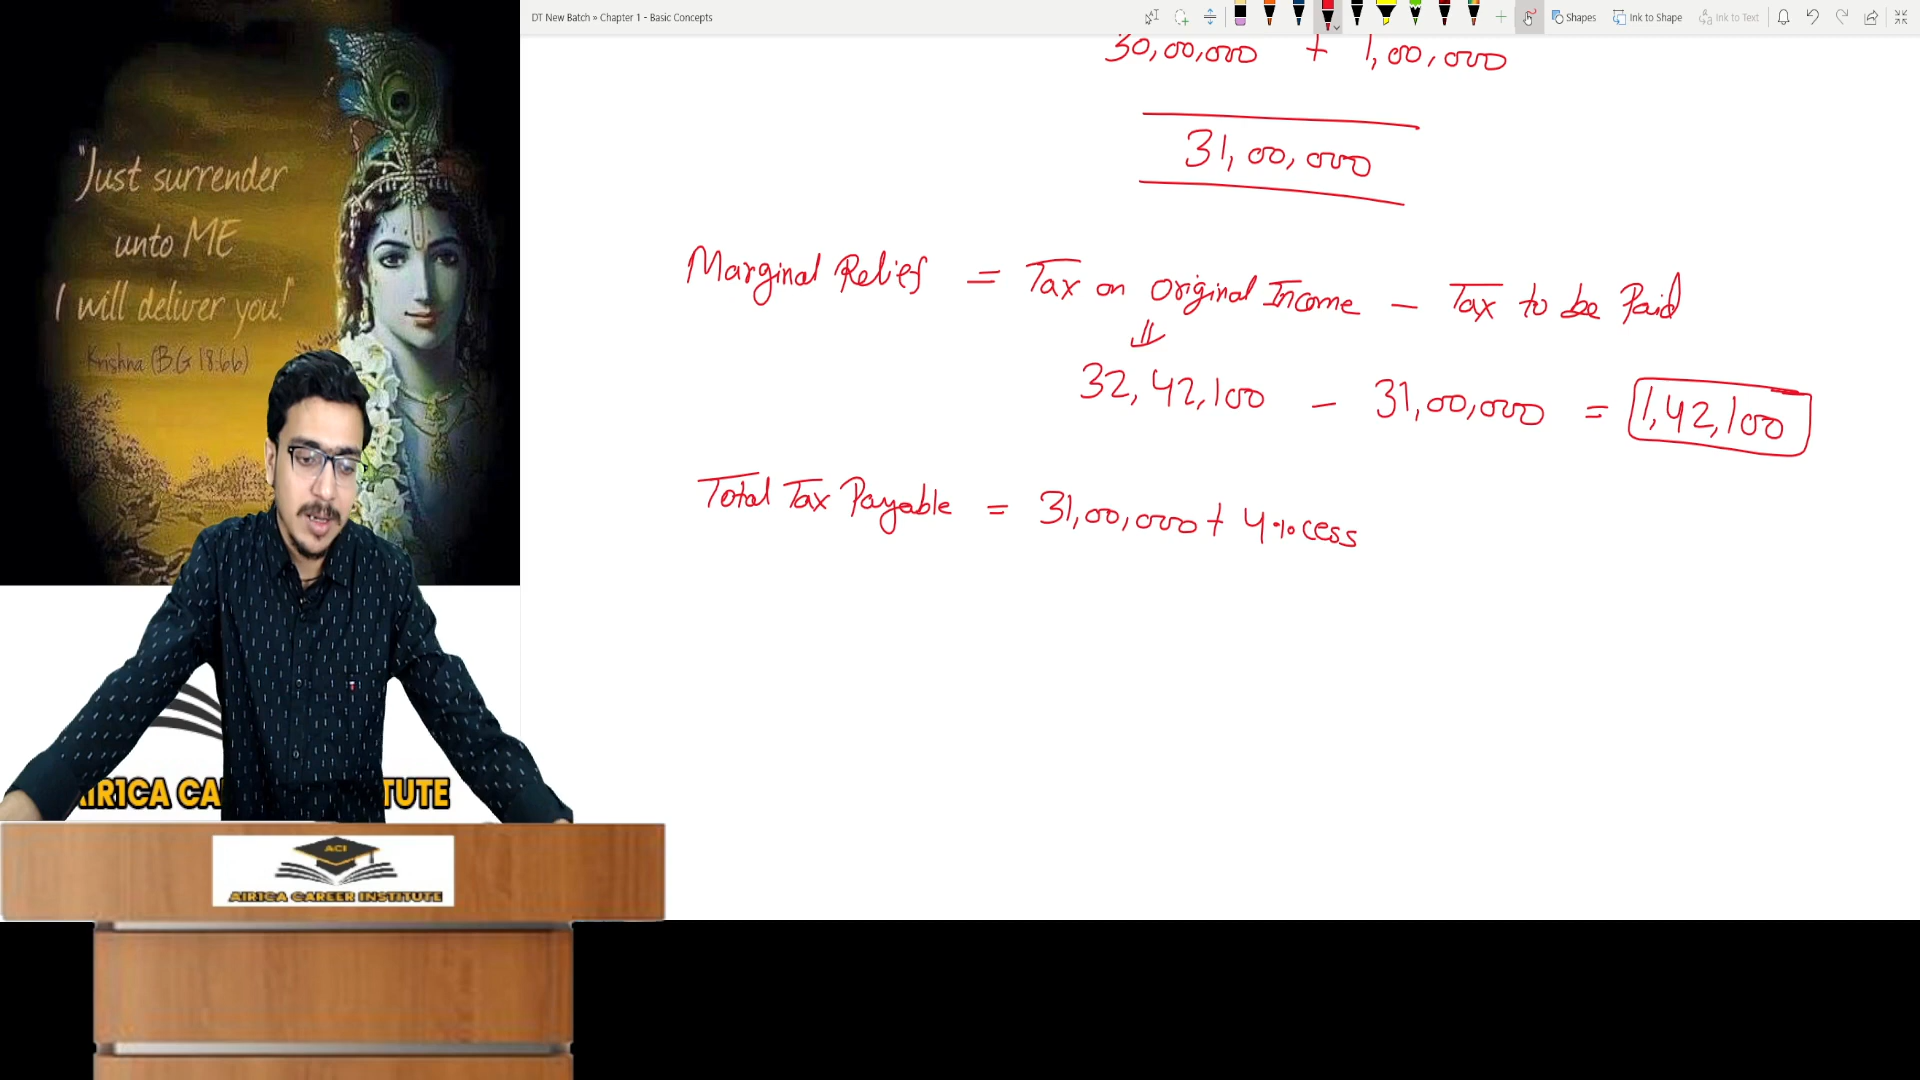 DT New Batch » Chapter 1 - Basic Concepts
Shapes
Ink to Shape
Ink to Text
30,00,000 + 1,00,000
31,00,000
"Just surrender
unto ME
I will deliver you!"
-Krishna (B.G 18:66)
Marginal Relief = Tax on Original Income - Tax to be Paid
32,42,100 - 31,00,000 = 1,42,100
Total Tax Payable = 31,00,000 + 4% cess
AIR1CA CA TUTE
ACI
AIR1CA CAREER INSTITUTE